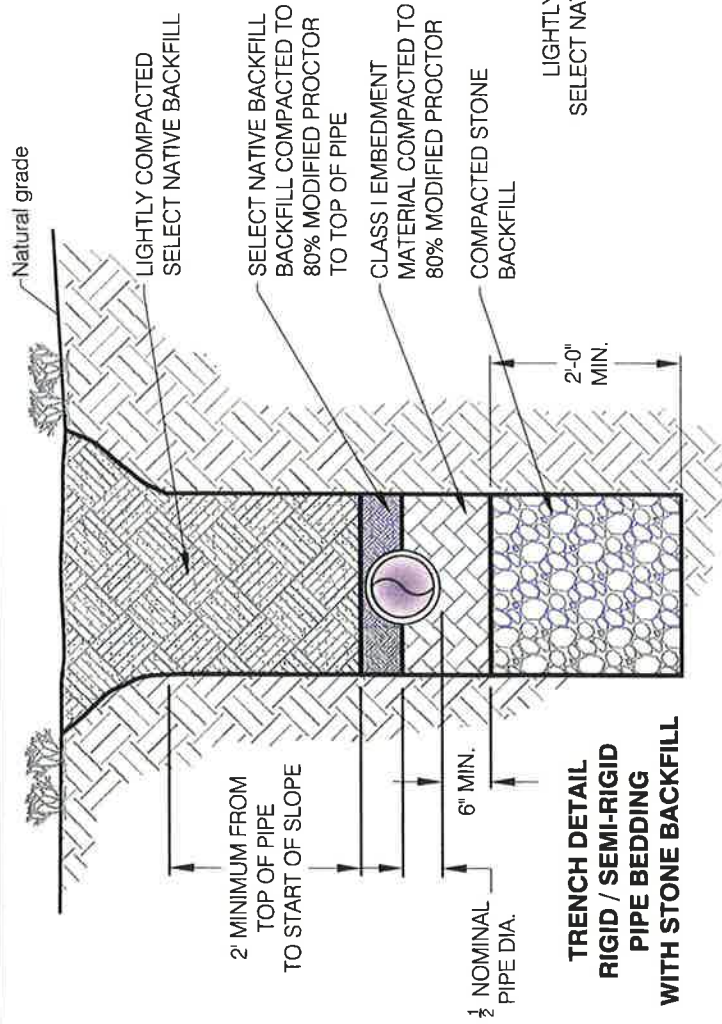 Natural grade
LIGHTLY COMPACTED
SELECT NATIVE BACKFILL
SELECT NATIVE BACKFILL
BACKFILL COMPACTED TO
80% MODIFIED PROCTOR
TO TOP OF PIPE
CLASS I EMBEDMENT
MATERIAL COMPACTED TO
80% MODIFIED PROCTOR
COMPACTED STONE
BACKFILL
LIGHTLY
SELECT NA
2'-0"
MIN.
2' MINIMUM FROM
TOP OF PIPE
TO START OF SLOPE
6" MIN.
½ NOMINAL
PIPE DIA.
TRENCH DETAIL
RIGID / SEMI-RIGID
PIPE BEDDING
WITH STONE BACKFILL